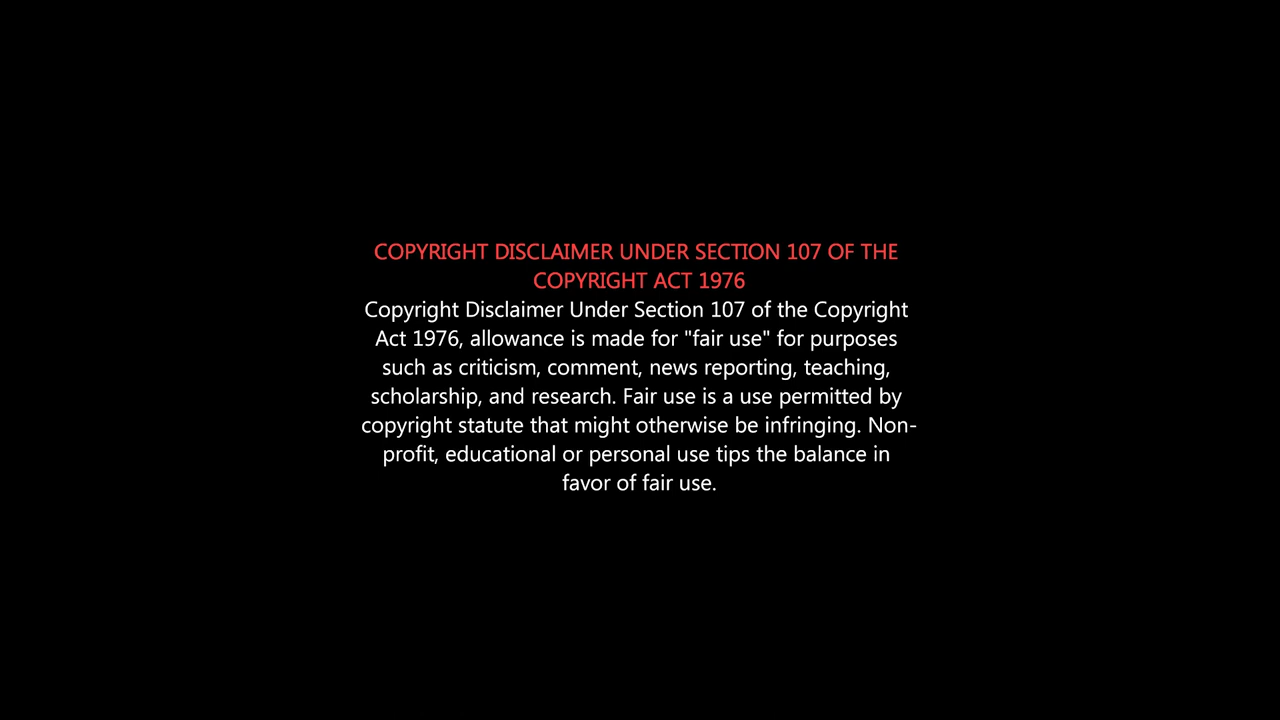 COPYRIGHT DISCLAIMER UNDER SECTION 107 OF THE
COPYRIGHT ACT 1976
Copyright Disclaimer Under Section 107 of the Copyright
Act 1976, allowance is made for "fair use" for purposes
such as criticism, comment, news reporting, teaching,
scholarship, and research. Fair use is a use permitted by
copyright statute that might otherwise be infringing. Non-
profit, educational or personal use tips the balance in
favor of fair use.